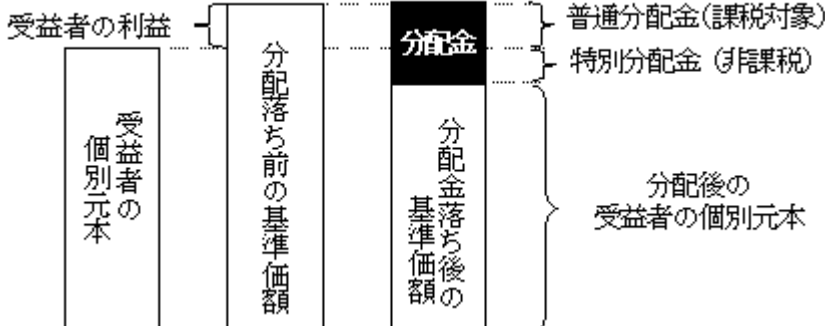 受益者の利益
受益者の
個別元本
分配落ち前の基準価額
分配金
分配金落ち後の
基準価額
普通分配金(課税対象)
特別分配金(非課税)
分配後の
受益者の個別元本